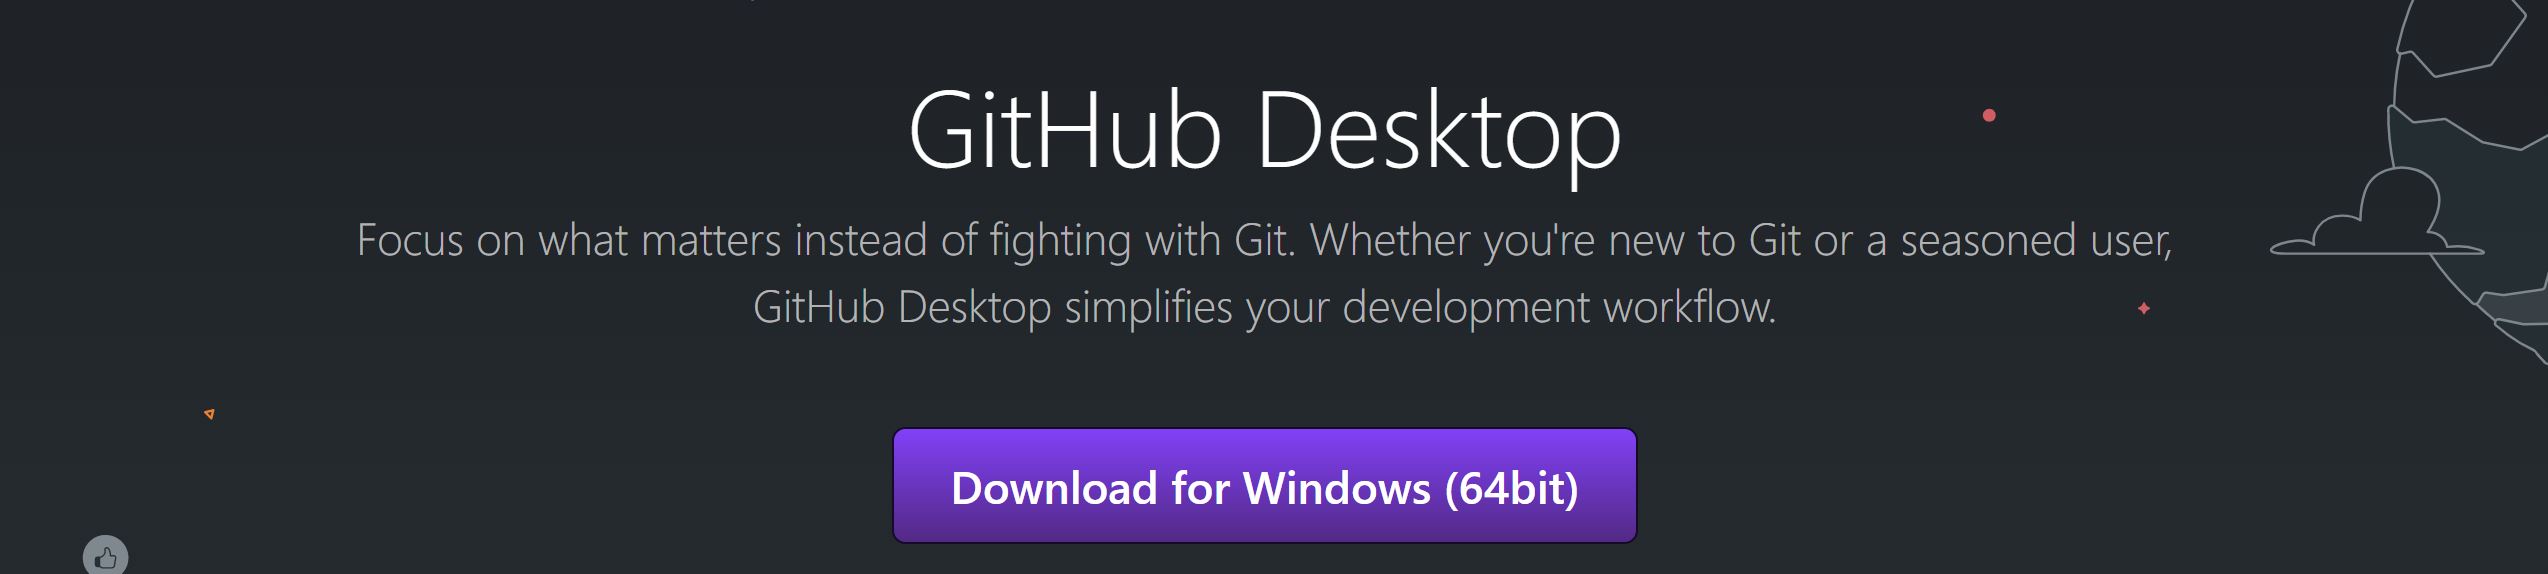 GitHub Desktop
Focus on what matters instead of fighting with Git. Whether you're new to Git or a seasoned user,
GitHub Desktop simplifies your development workflow.
Download for Windows (64bit)